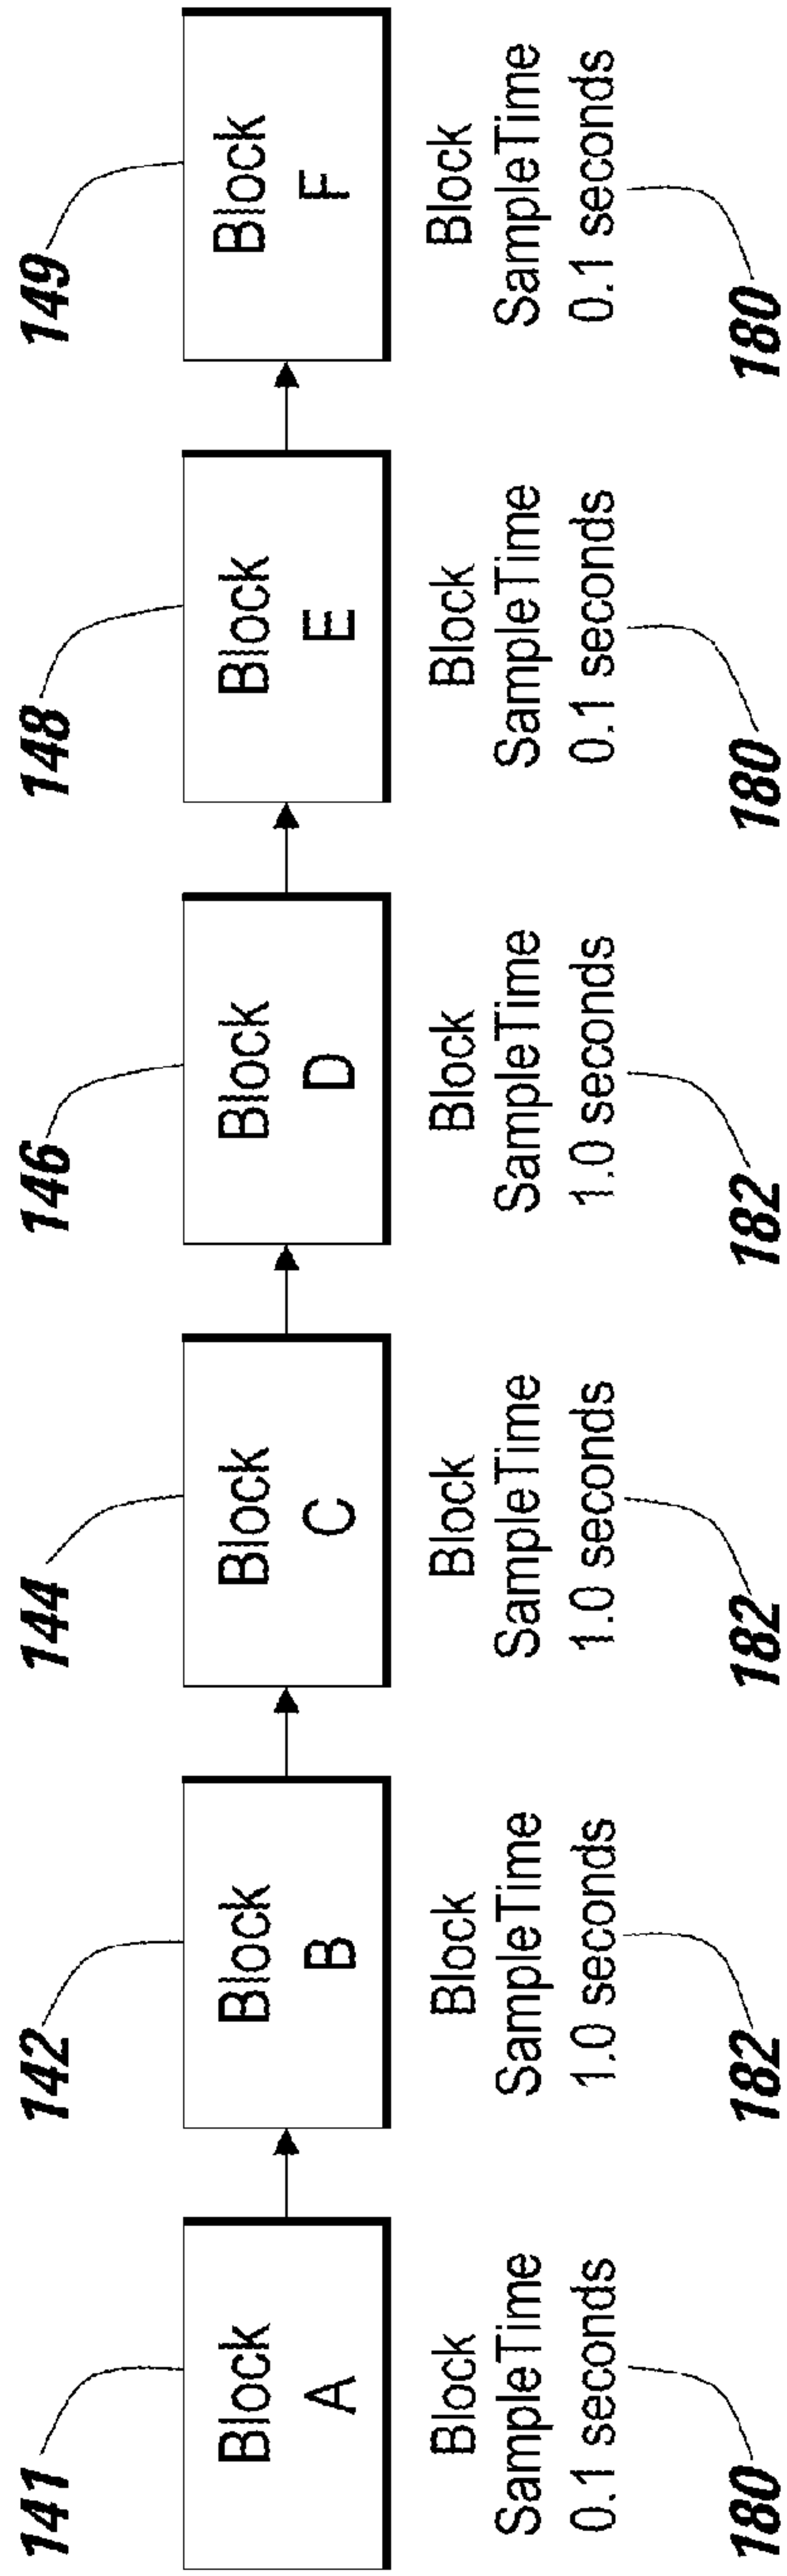 141
142
144
146
148
149
Block
A
Block
B
Block
C
Block
D
Block
E
Block
F
Block
SampleTime
0.1 seconds
Block
SampleTime
1.0 seconds
Block
SampleTime
1.0 seconds
Block
SampleTime
1.0 seconds
Block
SampleTime
0.1 seconds
Block
SampleTime
0.1 seconds
180
182
182
182
180
180